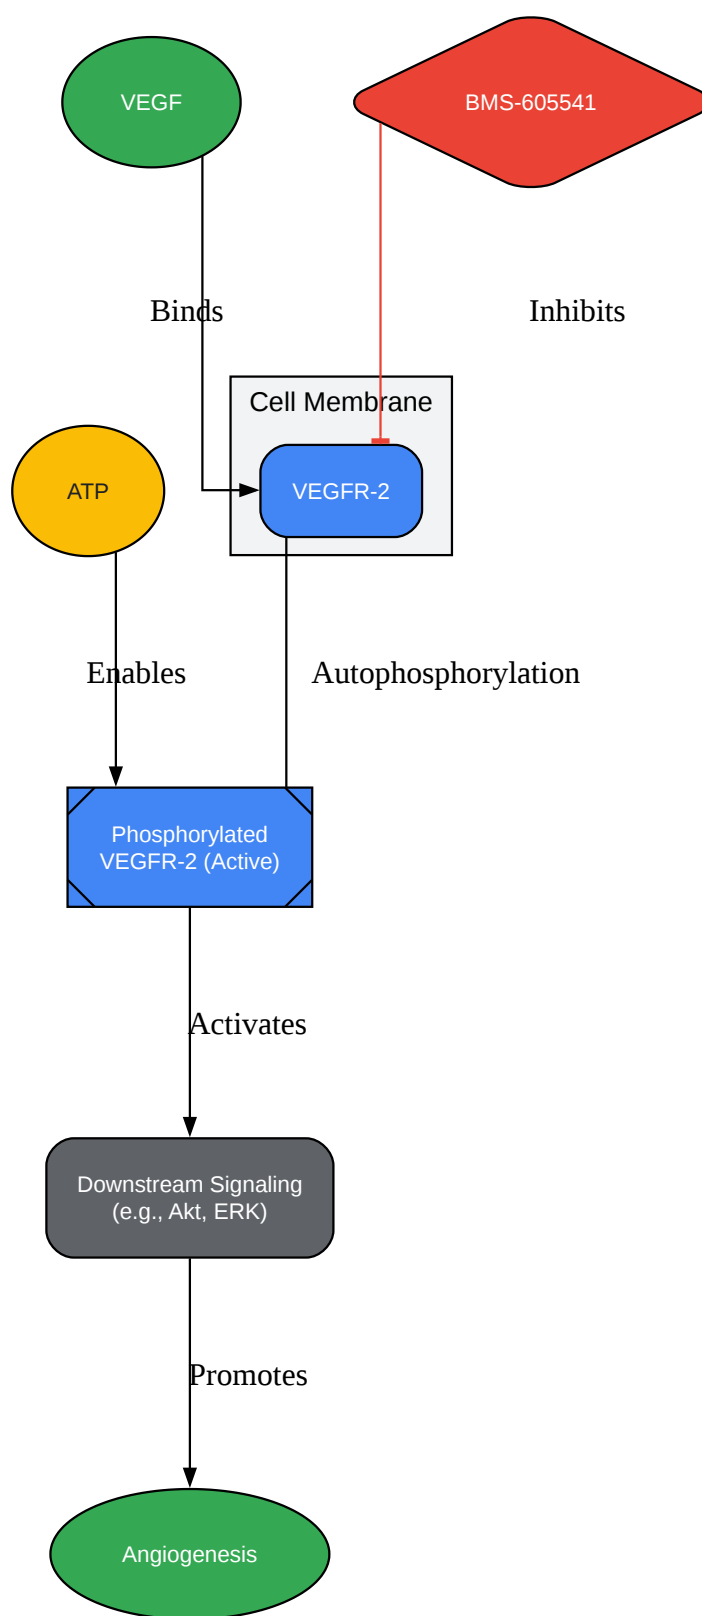 VEGF
BMS-605541
Binds
Inhibits
Cell Membrane
ATP
VEGFR-2
Enables
Autophosphorylation
Phosphorylated
VEGFR-2 (Active)
Activates
Downstream Signaling
(e.g., Akt, ERK)
Promotes
Angiogenesis